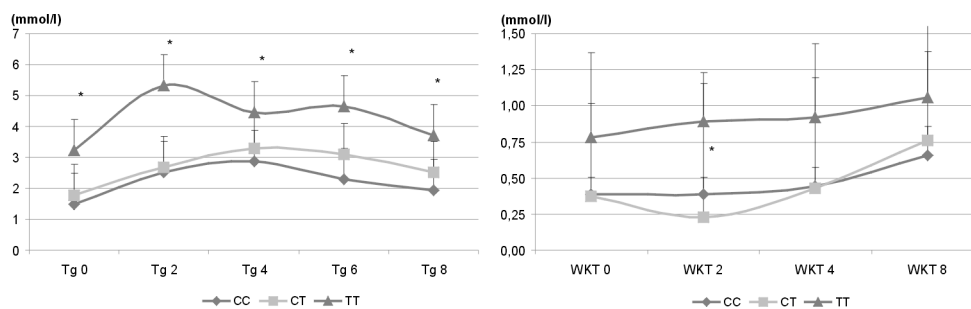 (mmol/l)
7
6
5
4
3
2
1
0
* * * * *
Tg 0 Tg 2 Tg 4 Tg 6 Tg 8
CC CT TT
(mmol/l)
1,50
1,25
1,00
0,75
0,50
0,25
0,00
*
WKT 0 WKT 2 WKT 4 WKT 8
CC CT TT